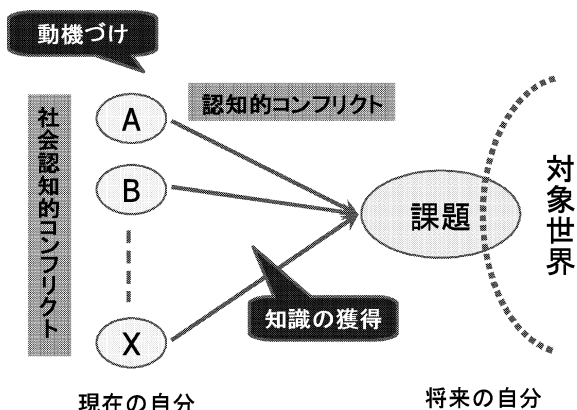 動機づけ
認知的コンフリクト
社会認知的コンフリクト
A
B
X
課題
対象世界
知識の獲得
現在の自分
将来の自分